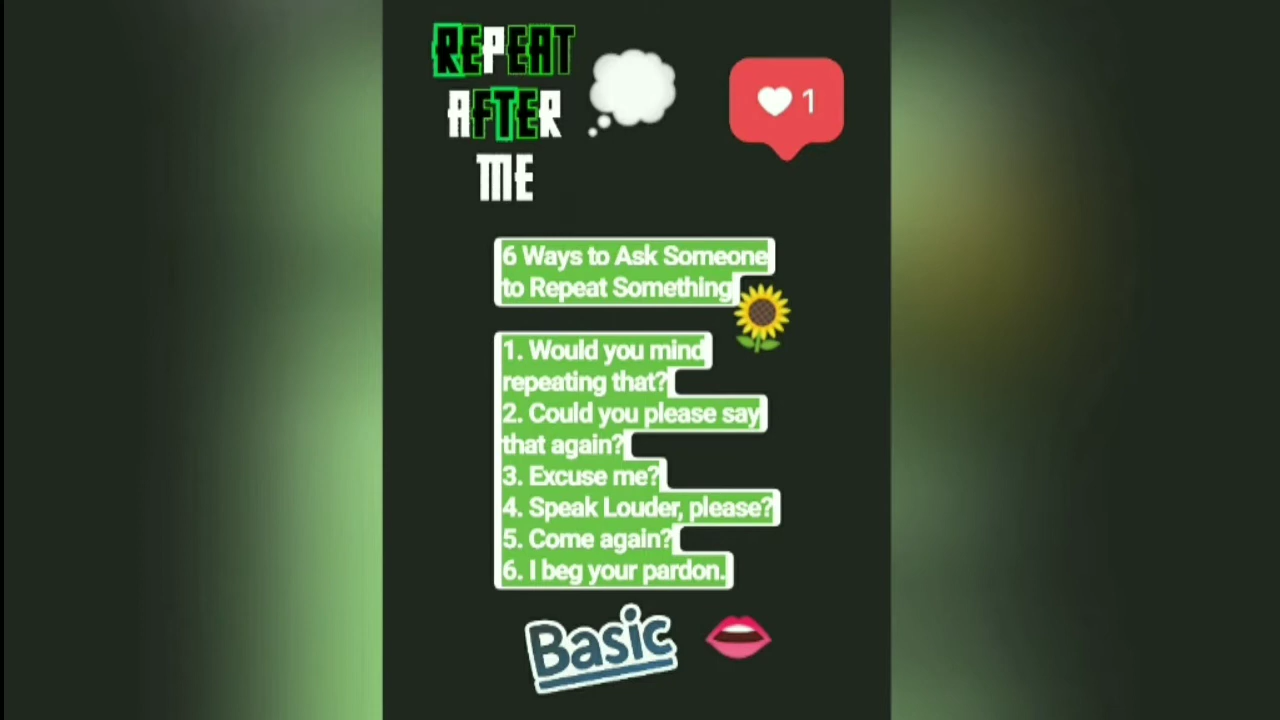 REPEAT
AFTER
ME
1
6 Ways to Ask Someone
to Repeat Something
1. Would you mind
repeating that?
2. Could you please say
that again?
3. Excuse me?
4. Speak Louder, please?
5. Come again?
6. I beg your pardon.
Basic